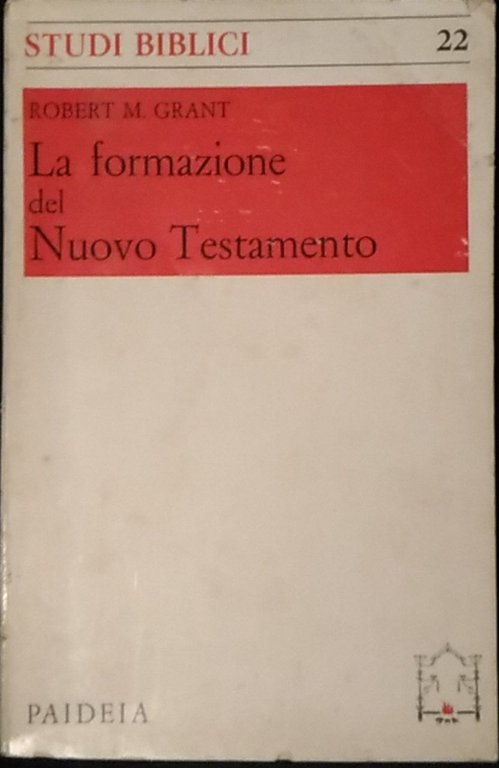 STUDI BIBLICI 22
ROBERT M. GRANT
La formazione
del
Nuovo Testamento
PAIDEIA